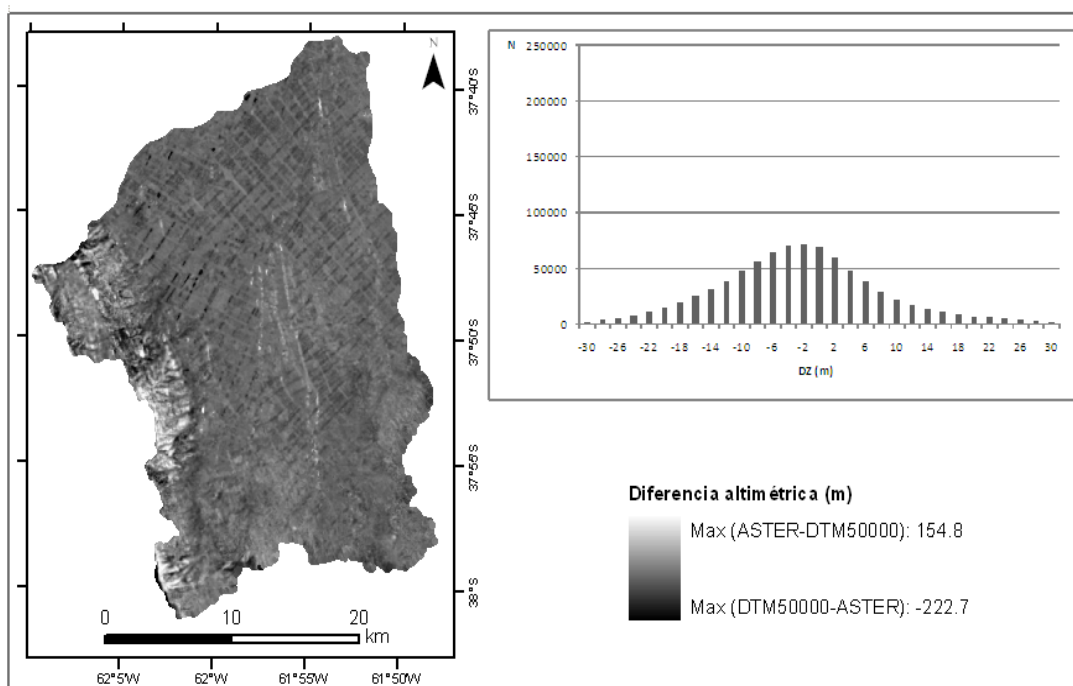 N
37°40'S
37°45'S
37°50'S
37°55'S
38°S
0 10 20
km
62°5'W 62°W 61°55'W 61°50'W
N
250000
200000
150000
100000
50000
0
-30 -26 -22 -18 -14 -10 -6 -2 2 6 10 14 18 22 26 30
DZ (m)
Diferencia altimétrica (m)
Max (ASTER-DTM50000): 154.8
Max (DTM50000-ASTER): -222.7